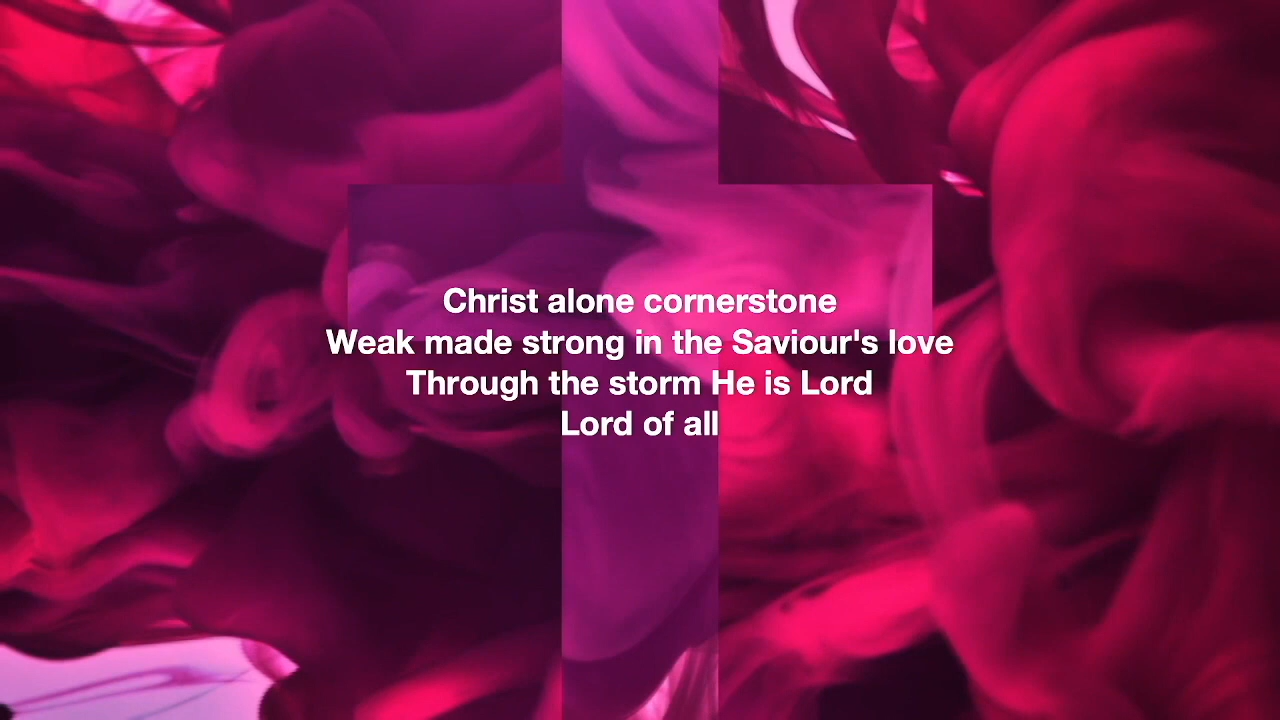 Christ alone cornerstone
Weak made strong in the Saviour's love
Through the storm He is Lord
Lord of all